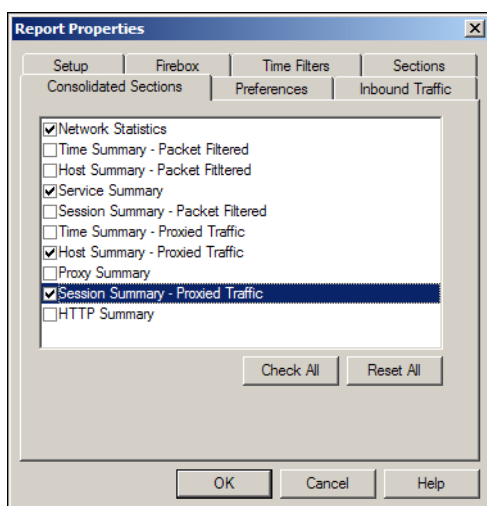 Report Properties
Setup Firebox Time Filters Sections
Consolidated Sections Preferences Inbound Traffic
Network Statistics
Time Summary - Packet Filtered
Host Summary - Packet Fitltered
Service Summary
Session Summary - Packet Filtered
Time Summary - Proxied Traffic
Host Summary - Proxied Traffic
Proxy Summary
Session Summary - Proxied Traffic
HTTP Summary
Check All Reset All
OK Cancel Help